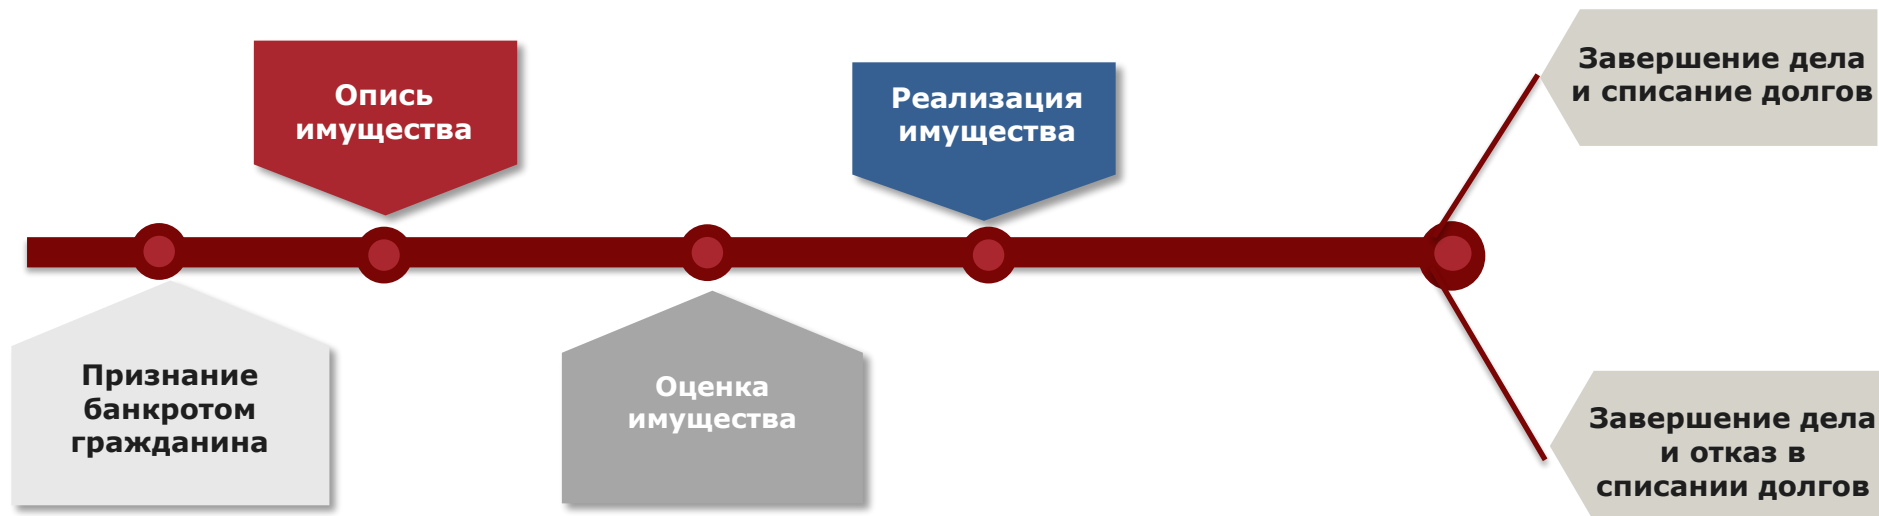 Признание
банкротом
гражданина
Опись
имущества
Оценка
имущества
Реализация
имущества
Завершение дела
и списание долгов
Завершение дела
и отказ в
списании долгов